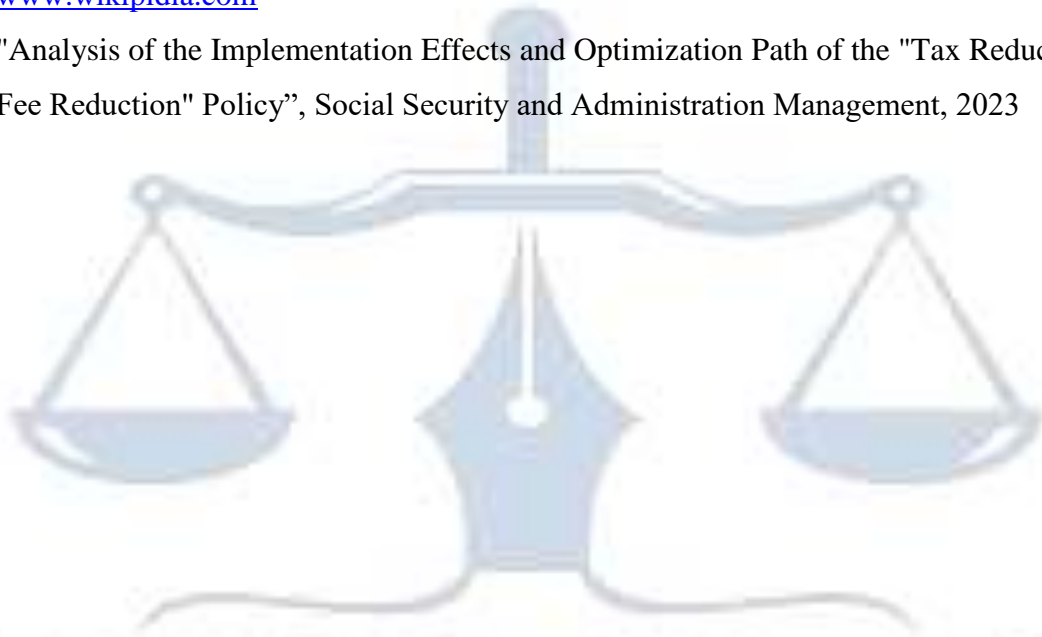 www.wikipidia.com
"Analysis of the Implementation Effects and Optimization Path of the "Tax Reduc
Fee Reduction" Policy”, Social Security and Administration Management, 2023